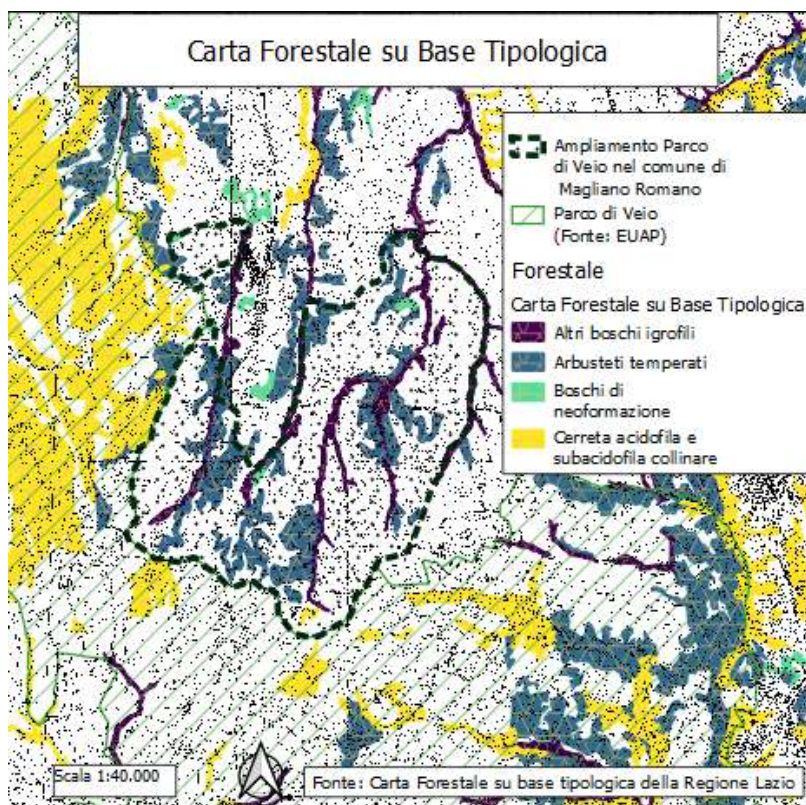 Carta Forestale su Base Tipologica
Ampliamento Parco
di Veio nel comune di
Magliano Romano
Parco di Veio
(Fonte: EUAP)
Forestale
Carta Forestale su Base Tipologica
Altri boschi igrofili
Arbusteti temperati
Boschi di
neoformazione
Cerreta acidofila e
subacidofila collinare
Scala 1:40.000
Fonte: Carta Forestale su base tipologica della Regione Lazio